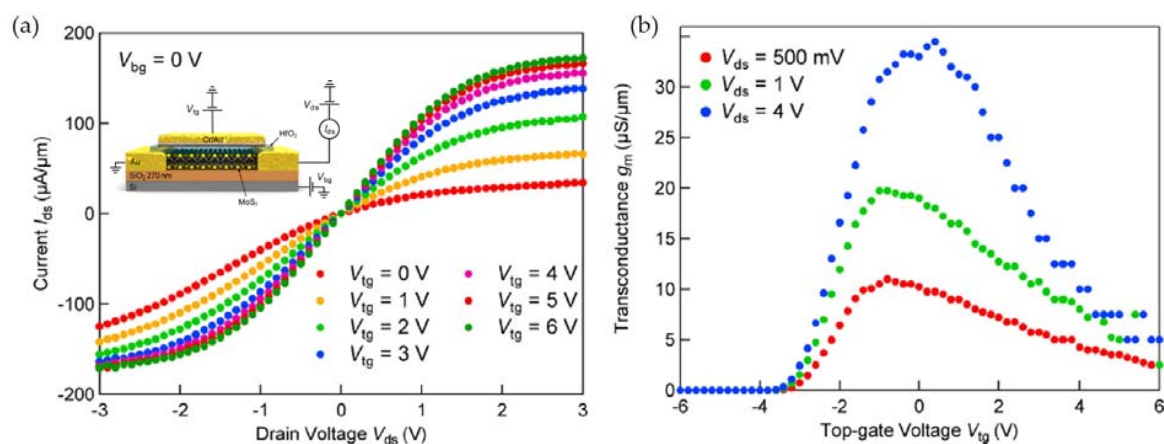 (a)
200
100
0
-100
-200
Current I_ds (µA/µm)
V_bg = 0 V
V_tg
V_ds
I_ds
Cr/Au
HfO₂
Au
SiO₂ 270 nm
Si
MoS₂
V_bg
V_tg = 0 V
V_tg = 1 V
V_tg = 2 V
V_tg = 3 V
V_tg = 4 V
V_tg = 5 V
V_tg = 6 V
-3 -2 -1 0 1 2 3
Drain Voltage V_ds (V)
(b)
35
30
25
20
15
10
5
0
Transconductance g_m (µS/µm)
V_ds = 500 mV
V_ds = 1 V
V_ds = 4 V
-6 -4 -2 0 2 4 6
Top-gate Voltage V_tg (V)